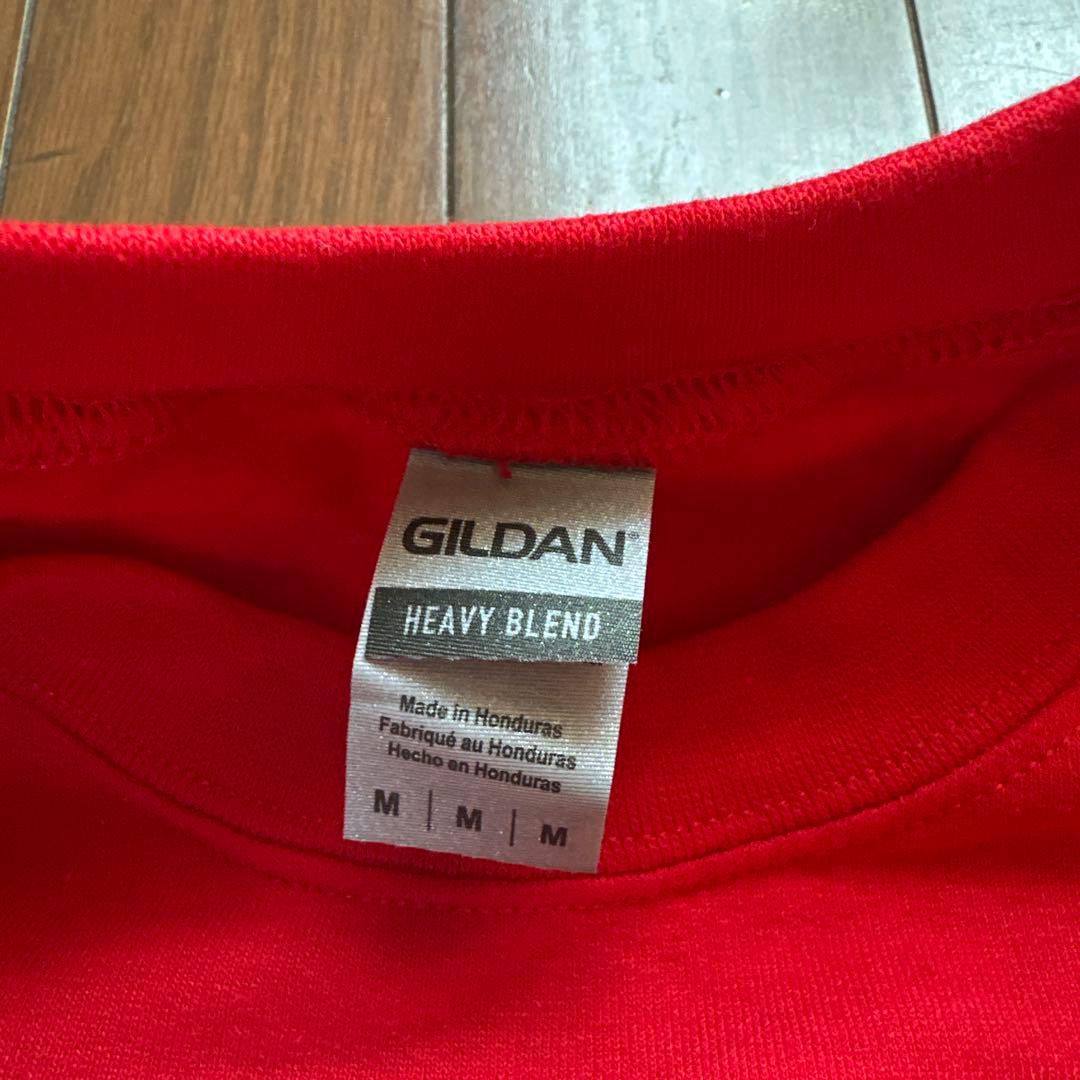 GILDAN®
HEAVY BLEND
Made in Honduras
Fabriqué au Honduras
Hecho en Honduras
M | M | M